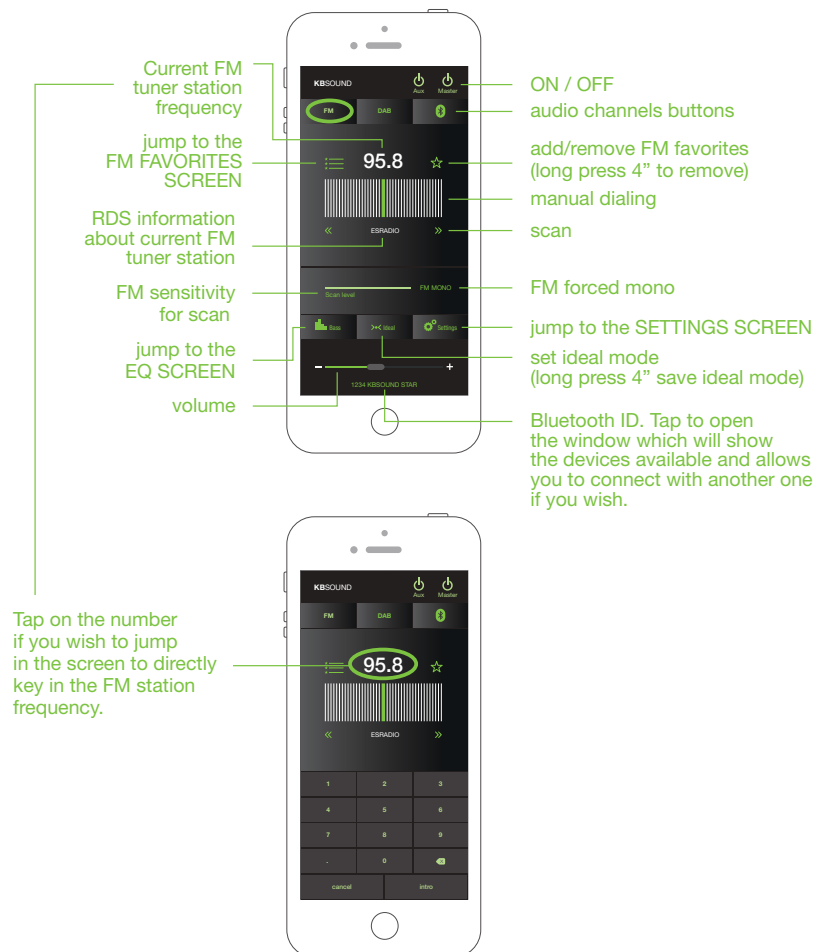 Current FM
tuner station
frequency
jump to the
FM FAVORITES
SCREEN
RDS information
about current FM
tuner station
FM sensitivity
for scan
jump to the
EQ SCREEN
volume
KBSOUND
Aux
Master
FM
DAB
95.8
ESRADIO
Scan level
FM MONO
Bass
Ideal
Settings
-
+
1234 KBSOUND STAR
ON / OFF
audio channels buttons
add/remove FM favorites
(long press 4” to remove)
manual dialing
scan
FM forced mono
jump to the SETTINGS SCREEN
set ideal mode
(long press 4” save ideal mode)
Bluetooth ID. Tap to open
the window which will show
the devices available and allows
you to connect with another one
if you wish.
Tap on the number
if you wish to jump
in the screen to directly
key in the FM station
frequency.
KBSOUND
Aux
Master
FM
DAB
95.8
ESRADIO
1 2 3
4 5 6
7 8 9
. 0
cancel
intro